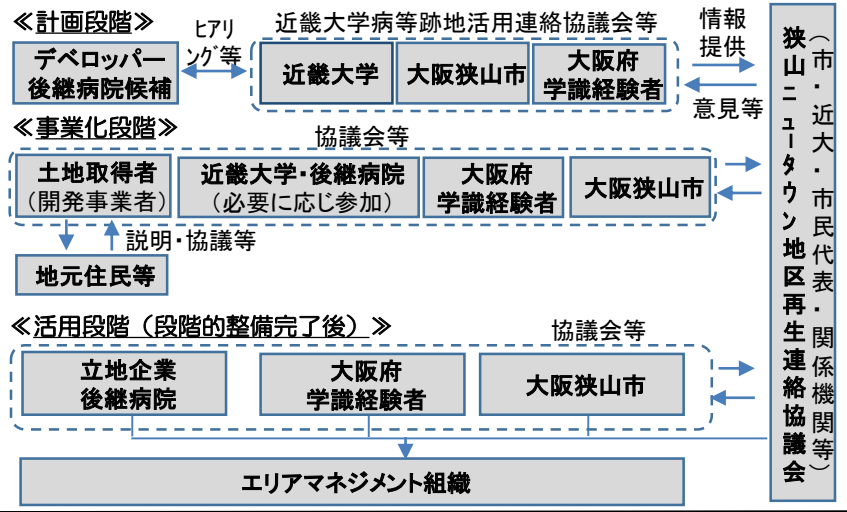 ≪計画段階≫
ヒアリ
ング等
近畿大学病等跡地活用連絡協議会等
情報
提供
デベロッパー
後継病院候補
近畿大学
大阪狭山市
大阪府
学識経験者
意見等
≪事業化段階≫
協議会等
土地取得者
（開発事業者）
近畿大学・後継病院
（必要に応じ参加）
大阪府
学識経験者
大阪狭山市
説明・協議等
地元住民等
≪活用段階（段階的整備完了後）≫
協議会等
立地企業
後継病院
大阪府
学識経験者
大阪狭山市
エリアマネジメント組織
狭山ニュータウン地区再生連絡協議会
（市・近大・市民代表・関係機関等）